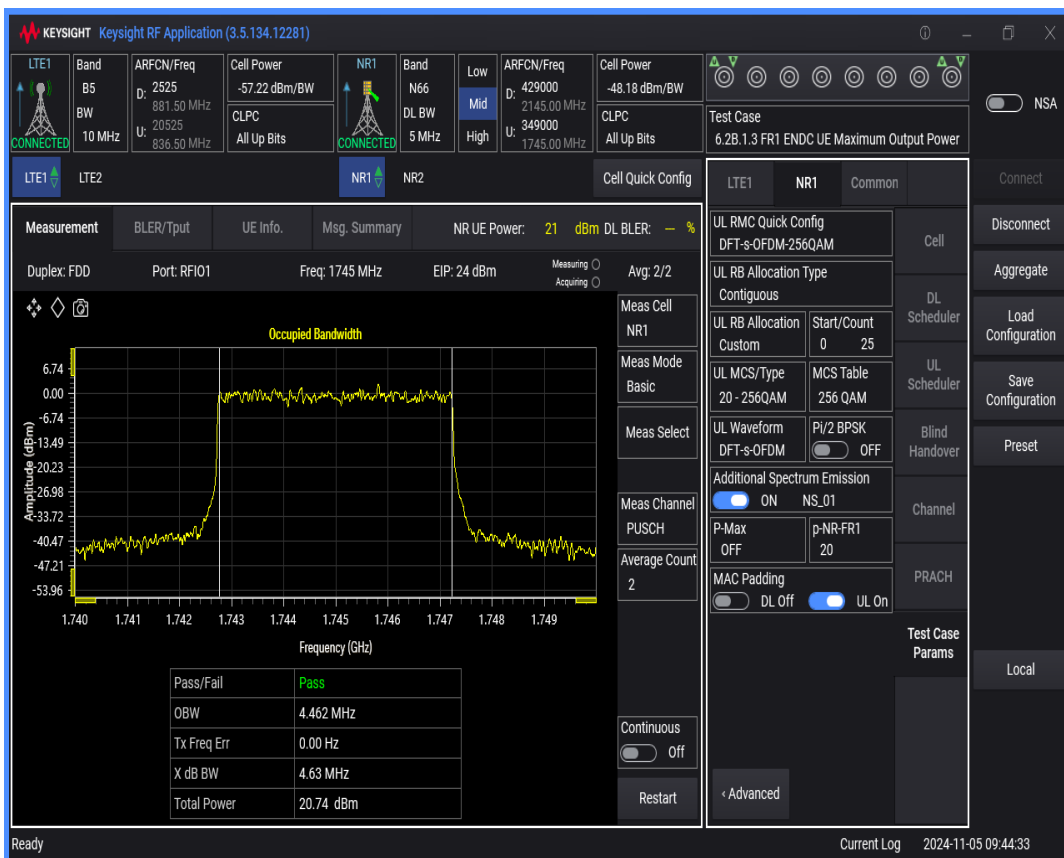 KEYSIGHT Keysight RF Application (3.5.134.12281)
LTE1 Band ARFCN/Freq Cell Power
B5 D: 2525 -57.22 dBm/BW
881.50 MHz
BW CLPC
10 MHz U: 20525 All Up Bits
836.50 MHz
CONNECTED
NR1 Band Low ARFCN/Freq Cell Power
N66 D: 429000 -48.18 dBm/BW
Mid 2145.00 MHz
DL BW CLPC
5 MHz High U: 349000 All Up Bits
1745.00 MHz
CONNECTED
Test Case
6.2B.1.3 FR1 ENDC UE Maximum Output Power
NSA
LTE1 LTE2 NR1 NR2 Cell Quick Config
Measurement BLER/Tput UE Info. Msg. Summary NR UE Power: 21 dBm DL BLER: — %
Duplex: FDD Port: RFIO1 Freq: 1745 MHz EIP: 24 dBm Measuring Avg: 2/2
Acquiring
Occupied Bandwidth
Amplitude (dBm)
6.74
0.00
-6.74
-13.49
-20.23
-26.98
-33.72
-40.47
-47.21
-53.96
1.740 1.741 1.742 1.743 1.744 1.745 1.746 1.747 1.748 1.749
Frequency (GHz)
Pass/Fail Pass
OBW 4.462 MHz
Tx Freq Err 0.00 Hz
X dB BW 4.63 MHz
Total Power 20.74 dBm
Meas Cell
NR1
Meas Mode
Basic
Meas Select
Meas Channel
PUSCH
Average Count
2
Continuous
Off
Restart
LTE1 NR1 Common
UL RMC Quick Config
DFT-s-OFDM-256QAM
UL RB Allocation Type
Contiguous
UL RB Allocation Start/Count
Custom 0 25
UL MCS/Type MCS Table
20 - 256QAM 256 QAM
UL Waveform Pi/2 BPSK
DFT-s-OFDM OFF
Additional Spectrum Emission
ON NS_01
P-Max p-NR-FR1
OFF 20
MAC Padding
DL Off UL On
‹ Advanced
Cell
DL
Scheduler
UL
Scheduler
Blind
Handover
Channel
PRACH
Test Case
Params
Connect
Disconnect
Aggregate
Load
Configuration
Save
Configuration
Preset
Local
Ready Current Log 2024-11-05 09:44:33